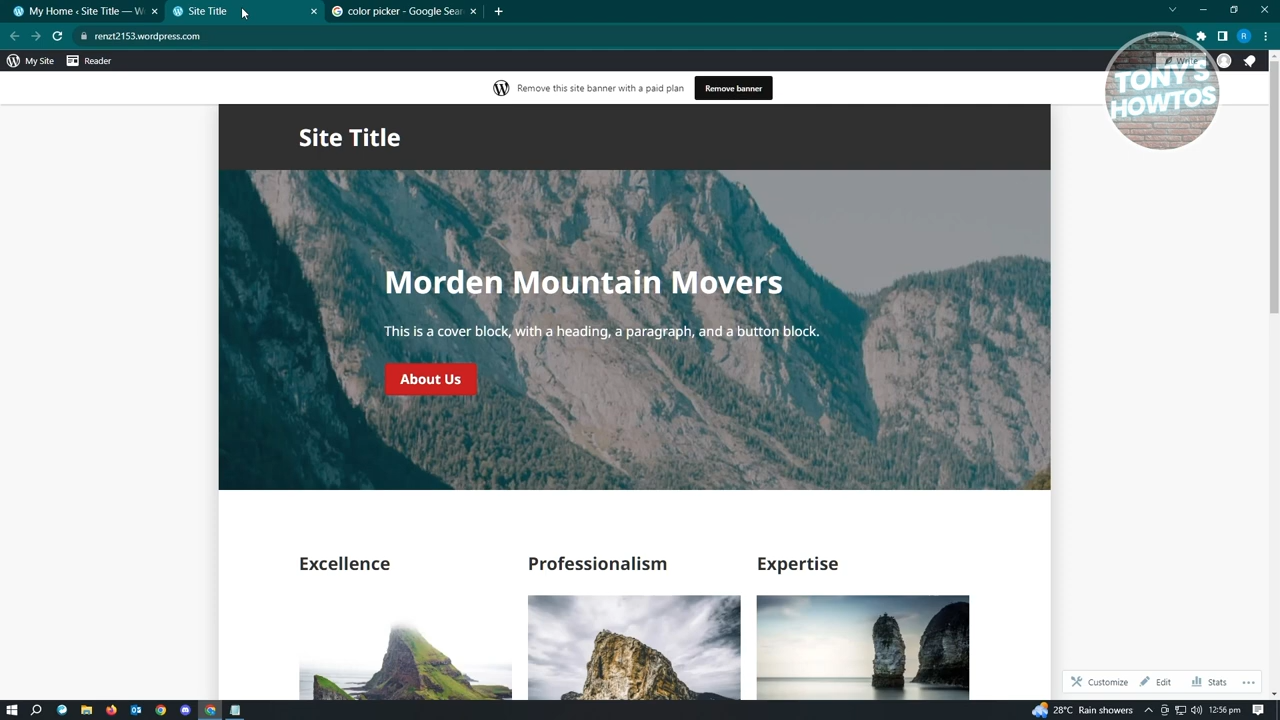 My Home ‹ Site Title — W
Site Title
color picker - Google Sear
renzt2153.wordpress.com
R
My Site
Reader
Write
TONY'S
HOWTOS
Remove this site banner with a paid plan
Remove banner
Site Title
Morden Mountain Movers
This is a cover block, with a heading, a paragraph, and a button block.
About Us
Excellence
Professionalism
Expertise
Customize
Edit
Stats
28°C Rain showers
12:56 pm